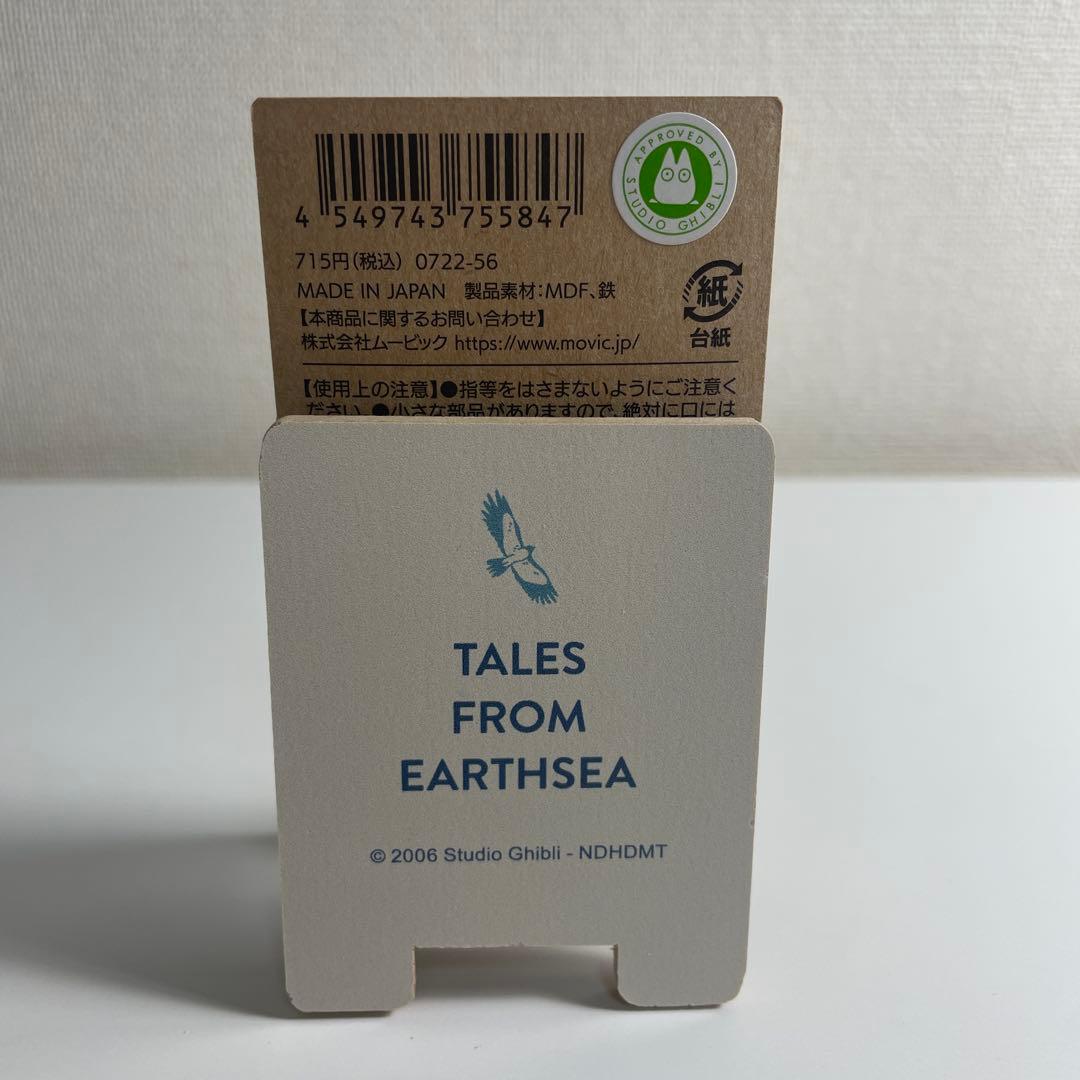 4 549743 755847
APPROVED BY
STUDIO GHIBLI
715円(税込) 0722-56
MADE IN JAPAN 製品素材:MDF、鉄
【本商品に関するお問い合わせ】
株式会社ムービック https://www.movic.jp/
紙
台紙
【使用上の注意】●指等をはさまないようにご注意く
ださい。●小さな部品がありますので、絶対に口には
TALES
FROM
EARTHSEA
© 2006 Studio Ghibli - NDHDMT